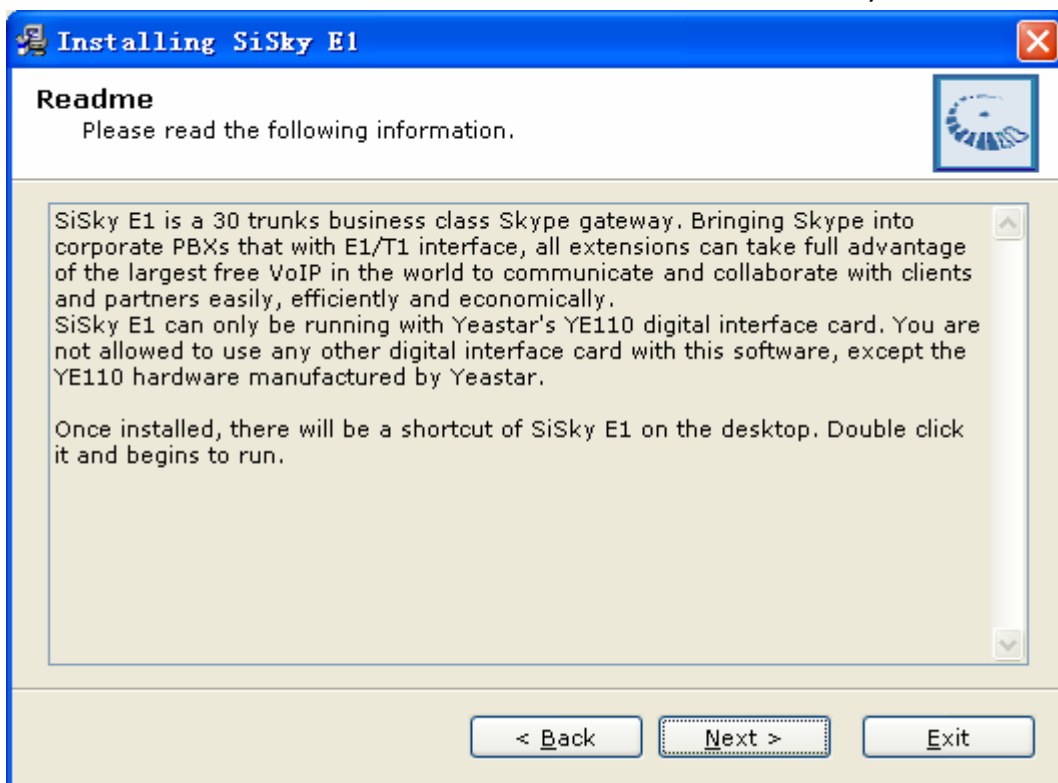 Installing SiSky E1
Readme
Please read the following information.
SiSky E1 is a 30 trunks business class Skype gateway. Bringing Skype into
corporate PBXs that with E1/T1 interface, all extensions can take full advantage
of the largest free VoIP in the world to communicate and collaborate with clients
and partners easily, efficiently and economically.
SiSky E1 can only be running with Yeastar's YE110 digital interface card. You are
not allowed to use any other digital interface card with this software, except the
YE110 hardware manufactured by Yeastar.
Once installed, there will be a shortcut of SiSky E1 on the desktop. Double click
it and begins to run.
< Back
Next >
Exit